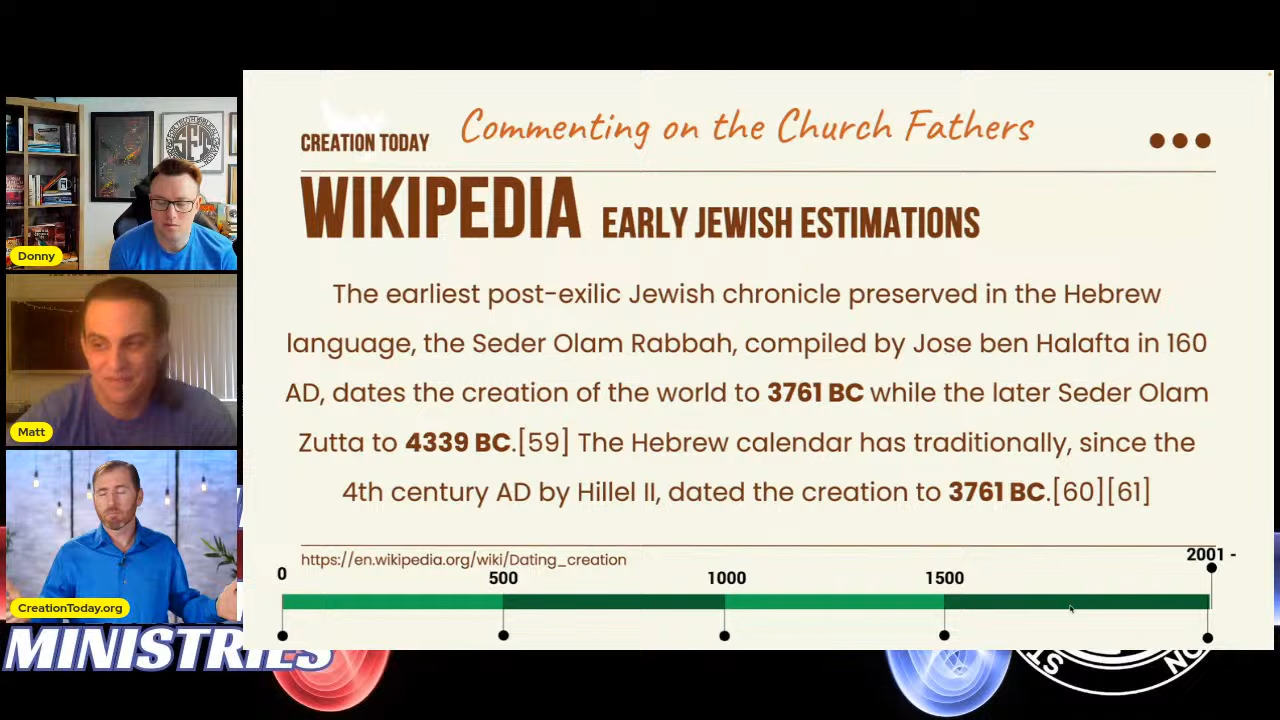 CREATION TODAY
Commenting on the Church Fathers
WIKIPEDIA EARLY JEWISH ESTIMATIONS
The earliest post-exilic Jewish chronicle preserved in the Hebrew
language, the Seder Olam Rabbah, compiled by Jose ben Halafta in 160
AD, dates the creation of the world to 3761 BC while the later Seder Olam
Zutta to 4339 BC.[59] The Hebrew calendar has traditionally, since the
4th century AD by Hillel II, dated the creation to 3761 BC.[60][61]
https://en.wikipedia.org/wiki/Dating_creation
2001 -
0
500
1000
1500
SFT
Donny
Matt
CreationToday.org
MINISTRIES